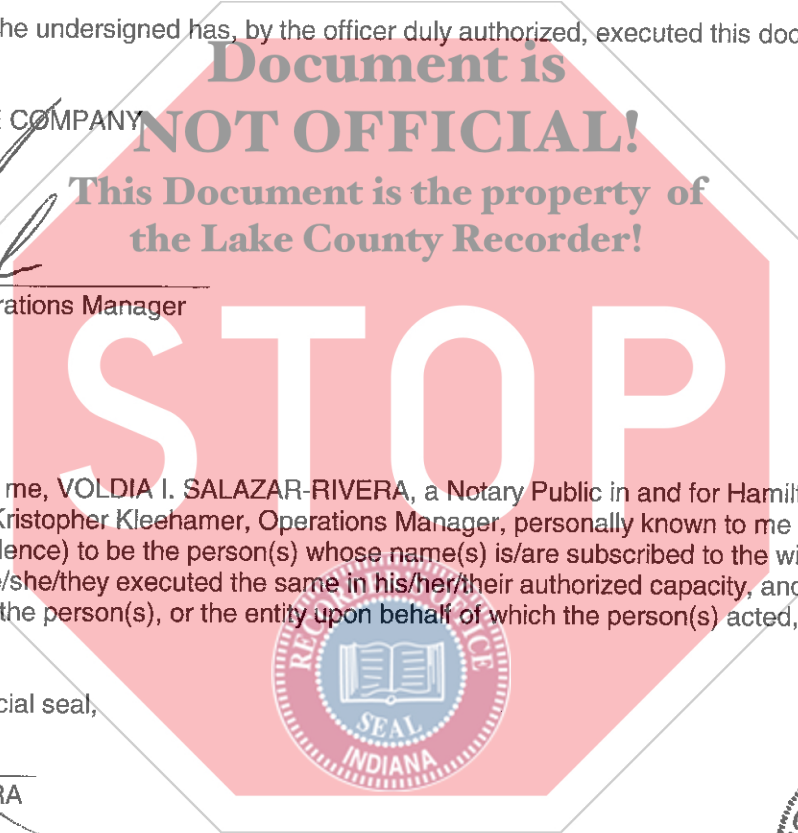 he undersigned has, by the officer duly authorized, executed this doc
Document is
E COMPANY
NOT OFFICIAL!
This Document is the property of
the Lake County Recorder!
rations Manager
STOP
me, VOLDIA I. SALAZAR-RIVERA, a Notary Public in and for Hamilt
Kristopher Kleehamer, Operations Manager, personally known to me
lence) to be the person(s) whose name(s) is/are subscribed to the wi
e/she/they executed the same in his/her/their authorized capacity, and
the person(s), or the entity upon behalf of which the person(s) acted,
RECORDER'S OFFICE
SEAL
INDIANA
cial seal,
RA